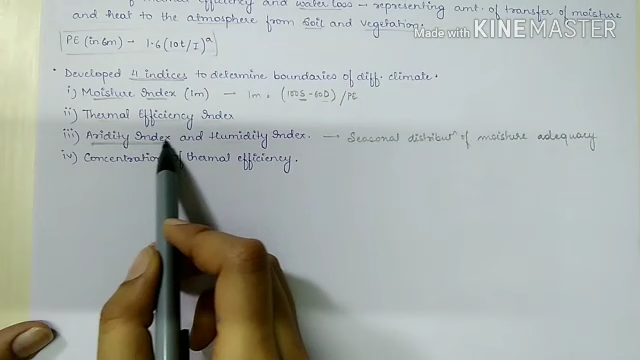 of thermal efficiency and water loss – representing amt. of transfer of moisture
and heat to the atmosphere from soil and vegetation.
Made with KINEMASTER
PE (in cm) – 1.6 (10t/I)ᵃ
• Developed 4 indices to determine boundaries of diff. climate.
i) Moisture Index (Im) → Im = (100S – 60D) / PE
ii) Thermal Efficiency Index
iii) Aridity Index and Humidity Index. → Seasonal distributⁿ of moisture adequacy
iv) Concentration of thermal efficiency.